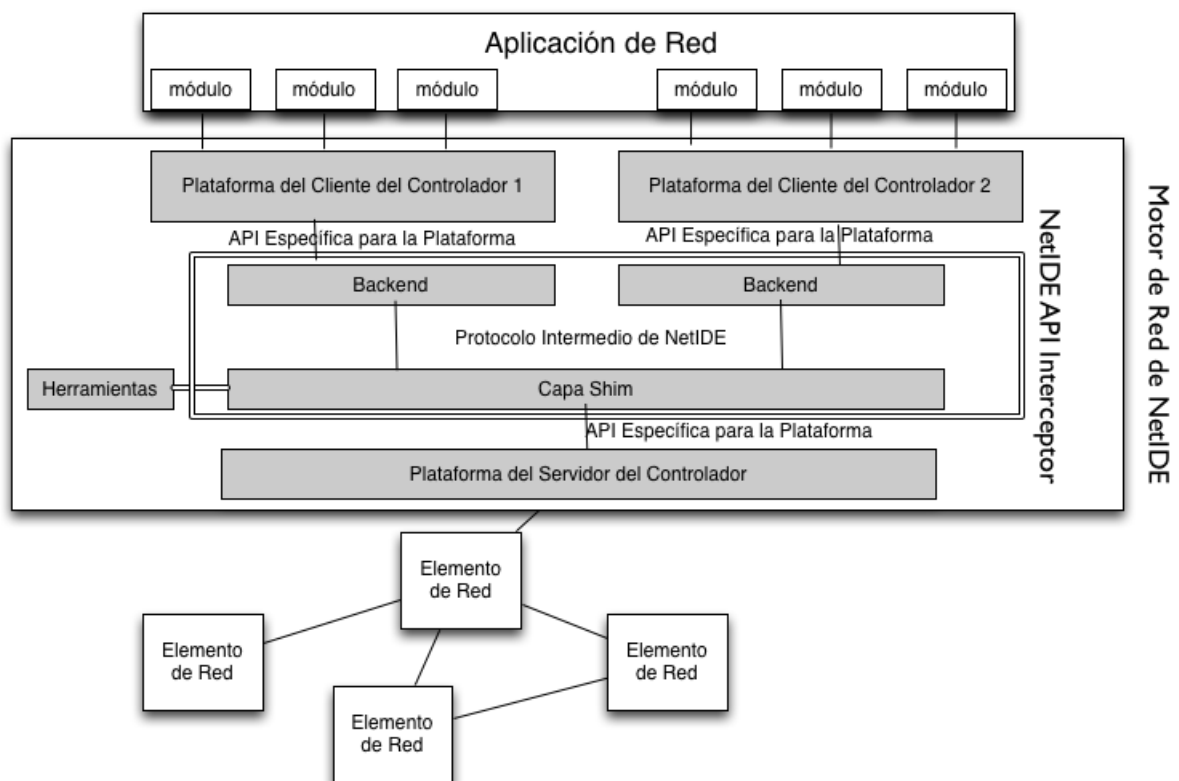 Aplicación de Red
módulo
módulo
módulo
módulo
módulo
módulo
Plataforma del Cliente del Controlador 1
Plataforma del Cliente del Controlador 2
API Específica para la Plataforma
API Específica para la Plataforma
Backend
Backend
Protocolo Intermedio de NetIDE
Herramientas
Capa Shim
API Específica para la Plataforma
Plataforma del Servidor del Controlador
NetIDE API Interceptor
Motor de Red de NetIDE
Elemento
de Red
Elemento
de Red
Elemento
de Red
Elemento
de Red